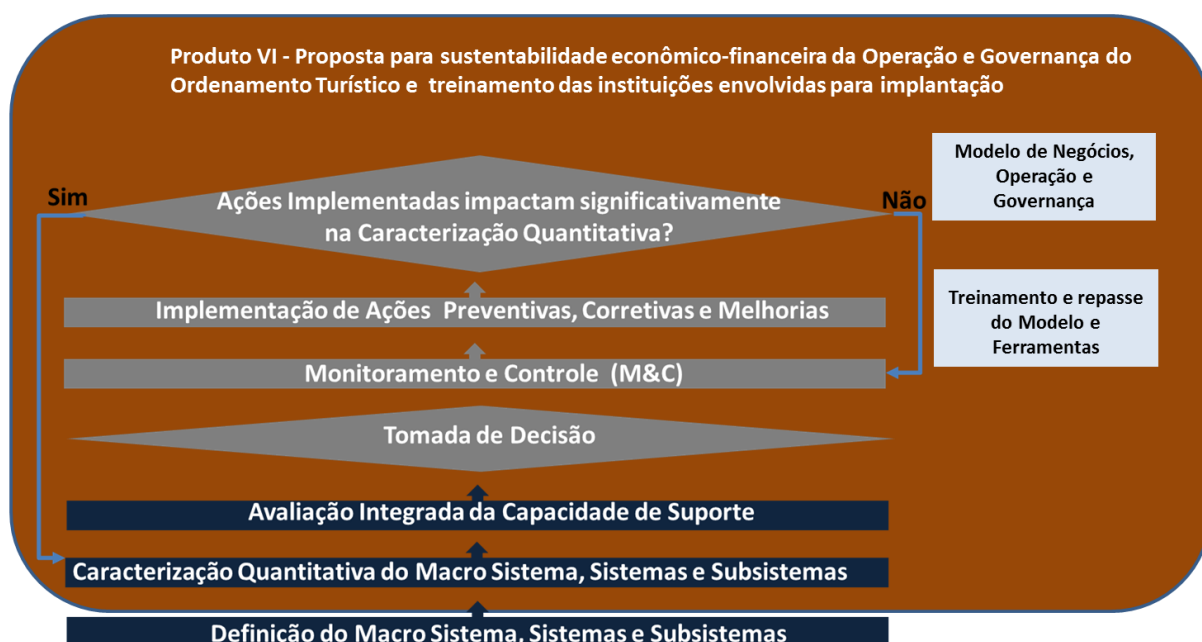 Produto VI - Proposta para sustentabilidade econômico-financeira da Operação e Governança do
Ordenamento Turístico e treinamento das instituições envolvidas para implantação
Modelo de Negócios,
Operação e
Governança
Sim
Não
Ações Implementadas impactam significativamente
na Caracterização Quantitativa?
Treinamento e repasse
do Modelo e
Ferramentas
Implementação de Ações Preventivas, Corretivas e Melhorias
Monitoramento e Controle (M&C)
Tomada de Decisão
Avaliação Integrada da Capacidade de Suporte
Caracterização Quantitativa do Macro Sistema, Sistemas e Subsistemas
Definição do Macro Sistema, Sistemas e Subsistemas